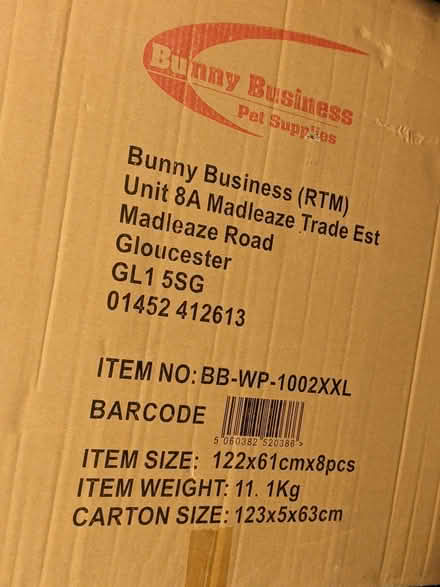 Bunny Business
Pet Supplies
Bunny Business (RTM)
Unit 8A Madleaze Trade Est
Madleaze Road
Gloucester
GL1 5SG
01452 412613
ITEM NO: BB-WP-1002XXL
BARCODE
5 060382 520386 >
ITEM SIZE: 122x61cmx8pcs
ITEM WEIGHT: 11. 1Kg
CARTON SIZE: 123x5x63cm